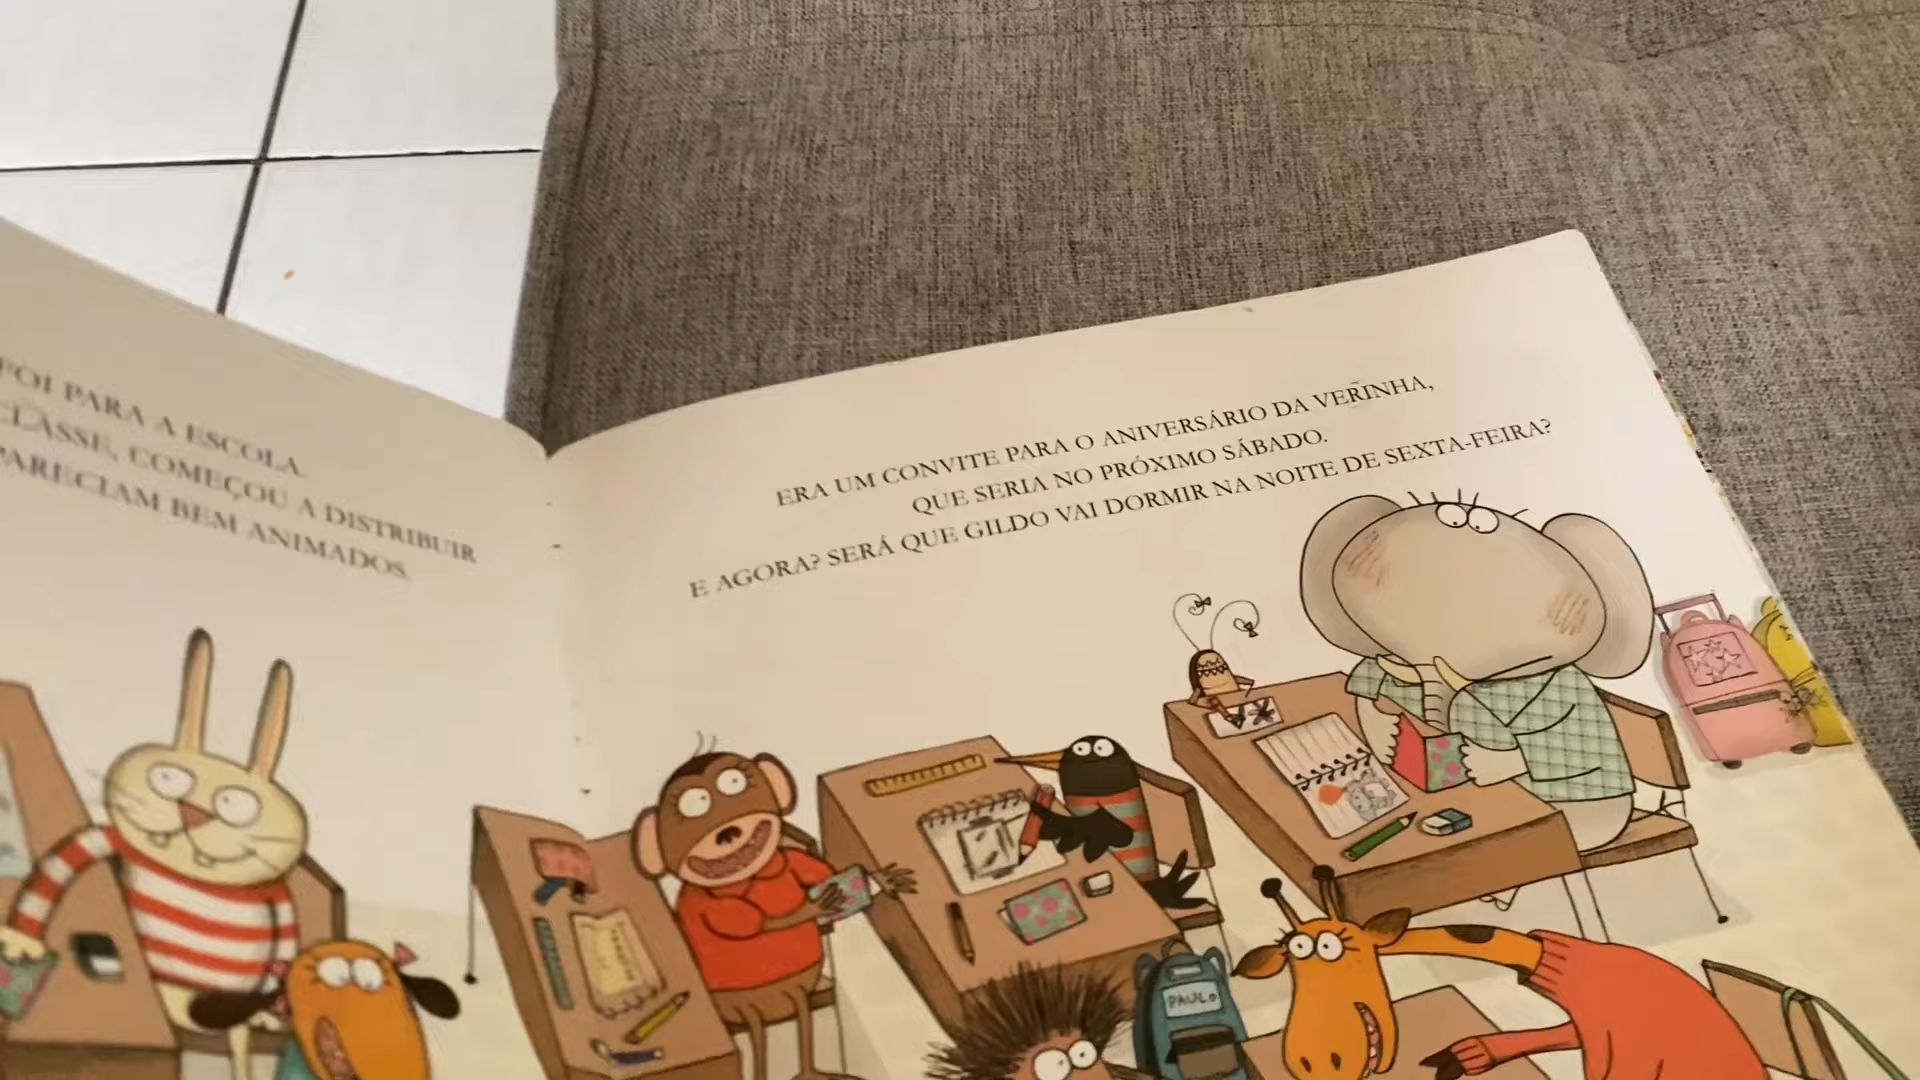 FOI PARA A ESCOLA.
CLASSE, COMEÇOU A DISTRIBUIR
PARECIAM BEM ANIMADOS.
ERA UM CONVITE PARA O ANIVERSÁRIO DA VERINHA,
QUE SERIA NO PRÓXIMO SÁBADO.
E AGORA? SERÁ QUE GILDO VAI DORMIR NA NOITE DE SEXTA-FEIRA?
PAULO